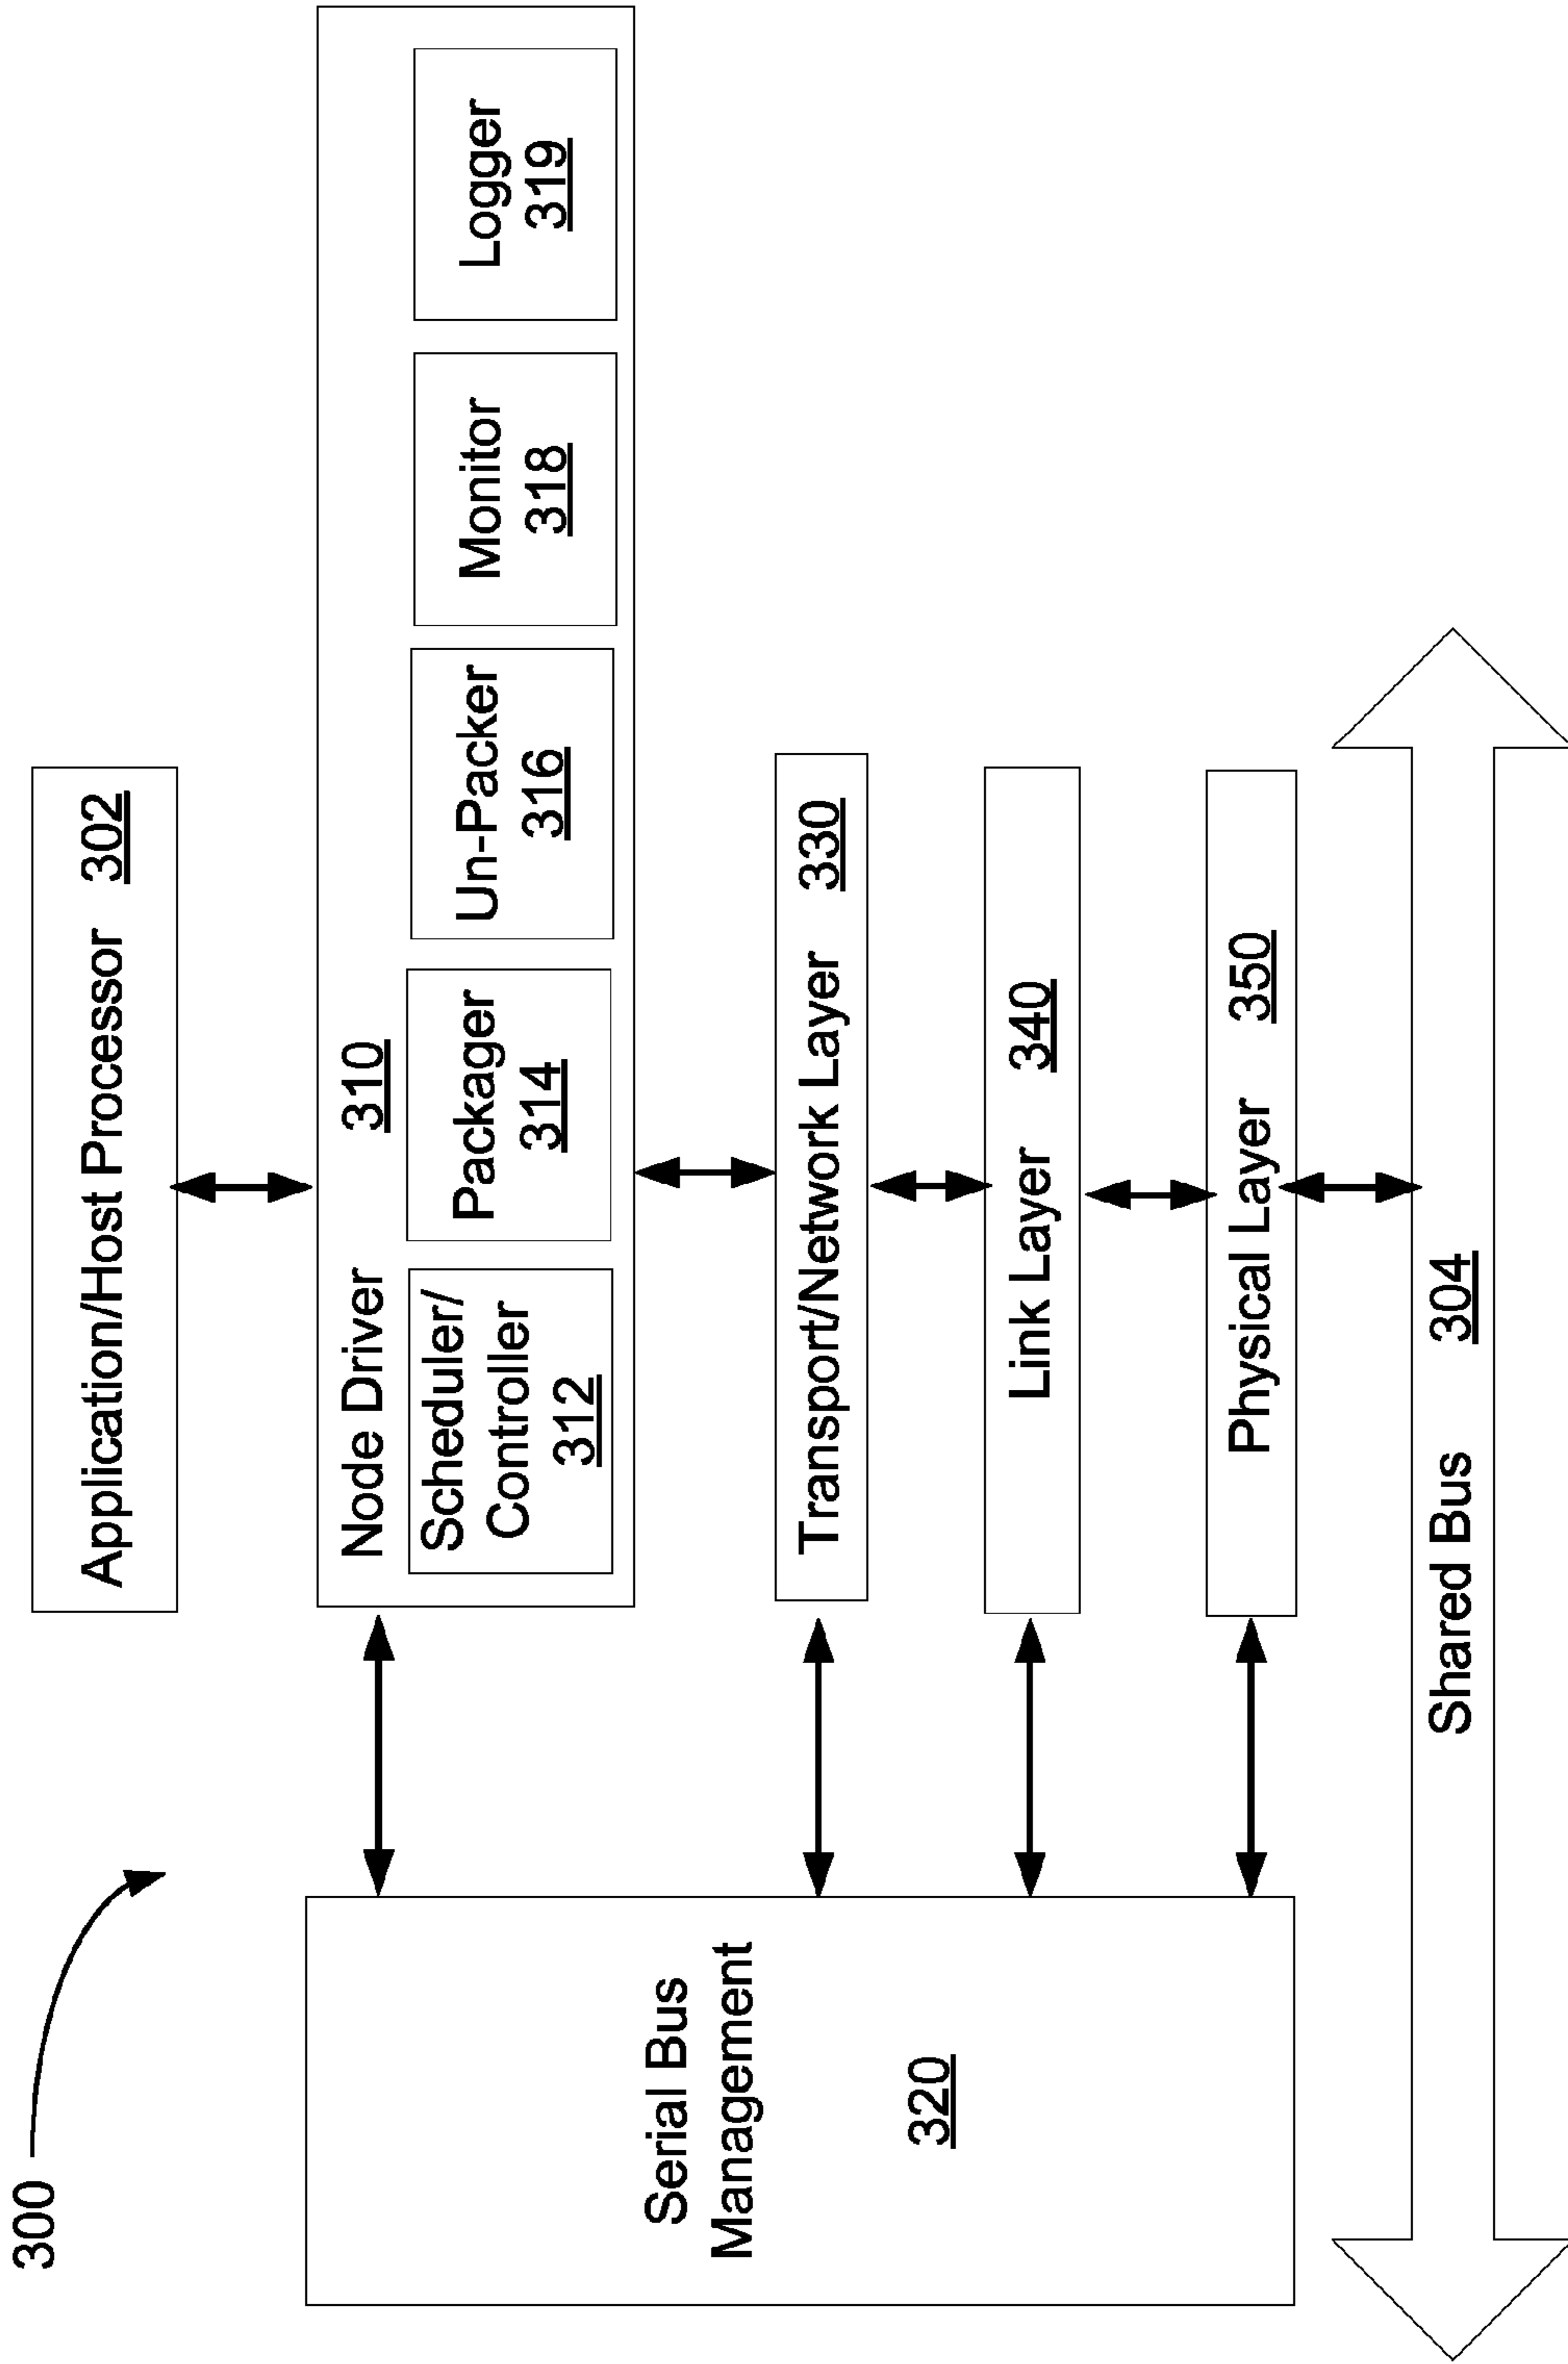 300
Application/Host Processor 302
Node Driver 310
Scheduler/
Controller
312
Packager
314
Un-Packer
316
Monitor
318
Logger
319
Serial Bus
Management
320
Transport/Network Layer 330
Link Layer 340
Physical Layer 350
Shared Bus 304